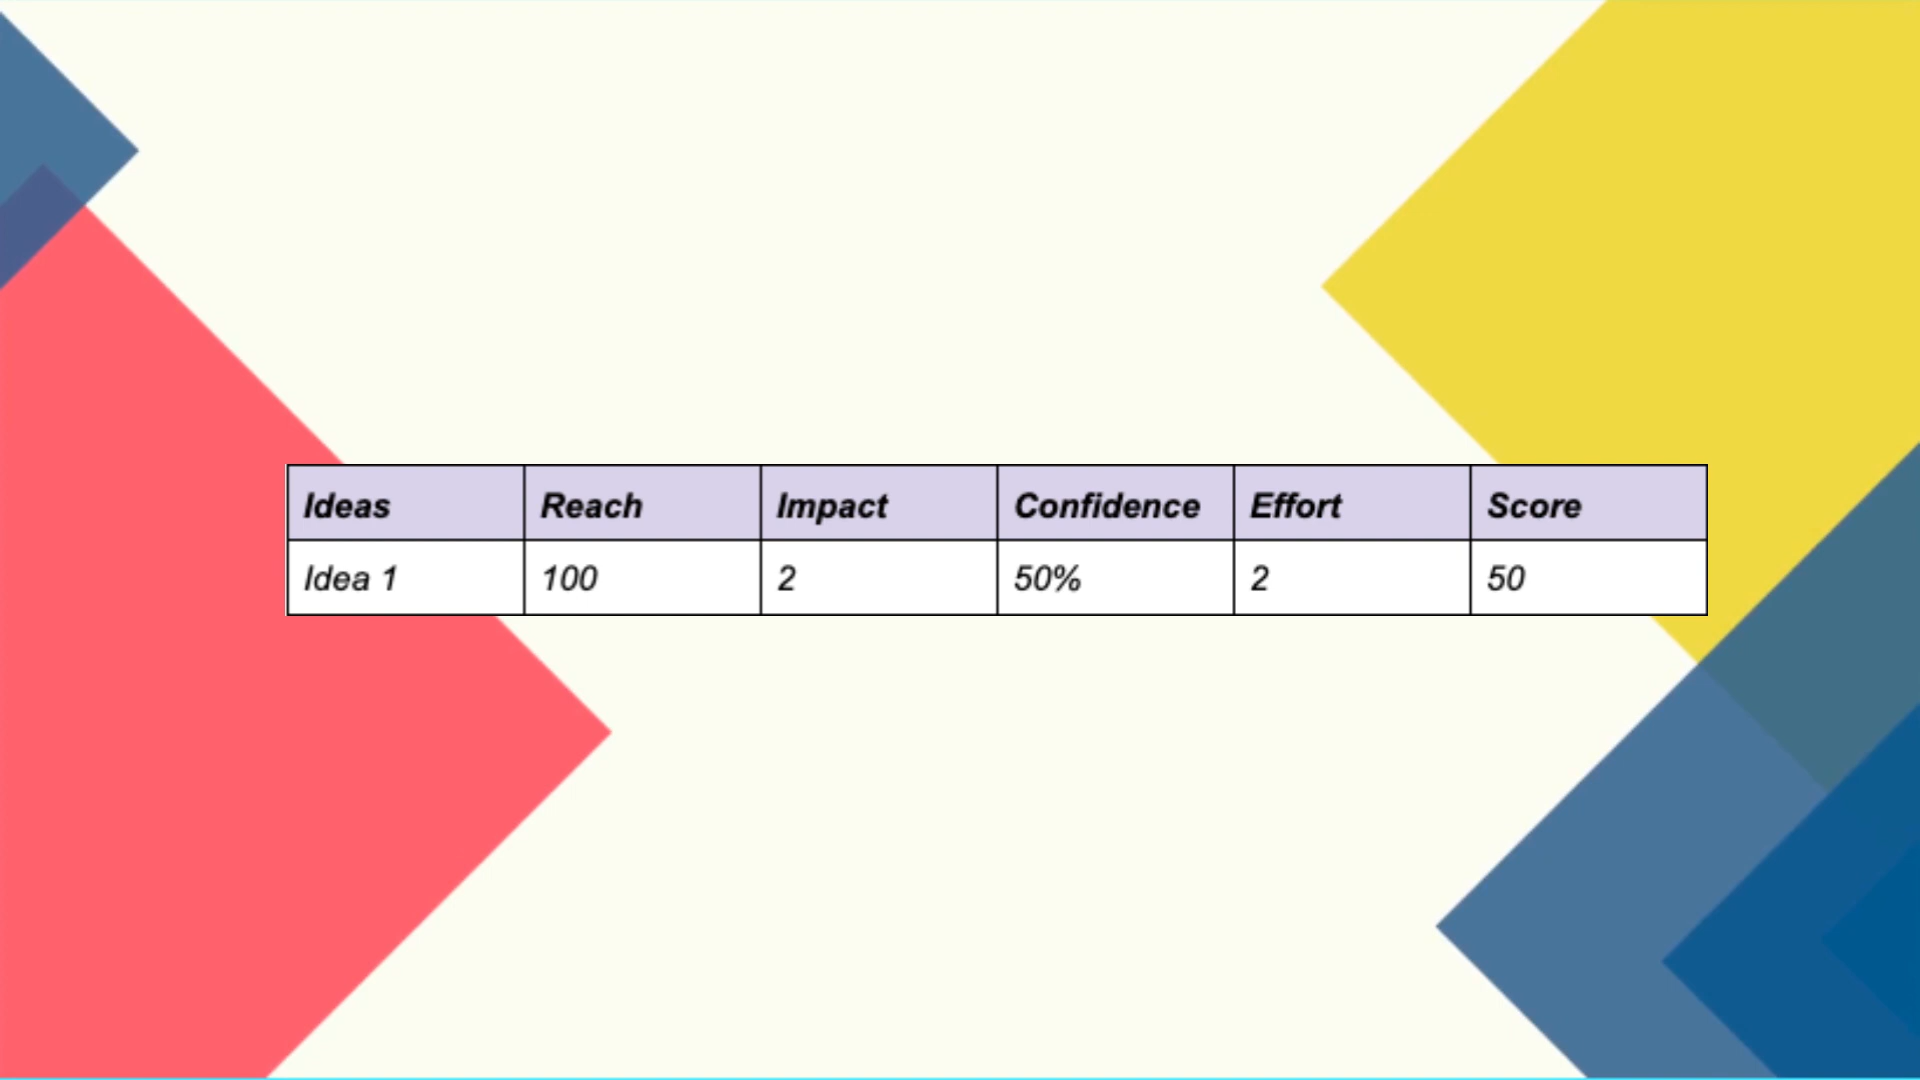 Ideas Reach Impact Confidence Effort Score
Idea 1 100 2 50% 2 50